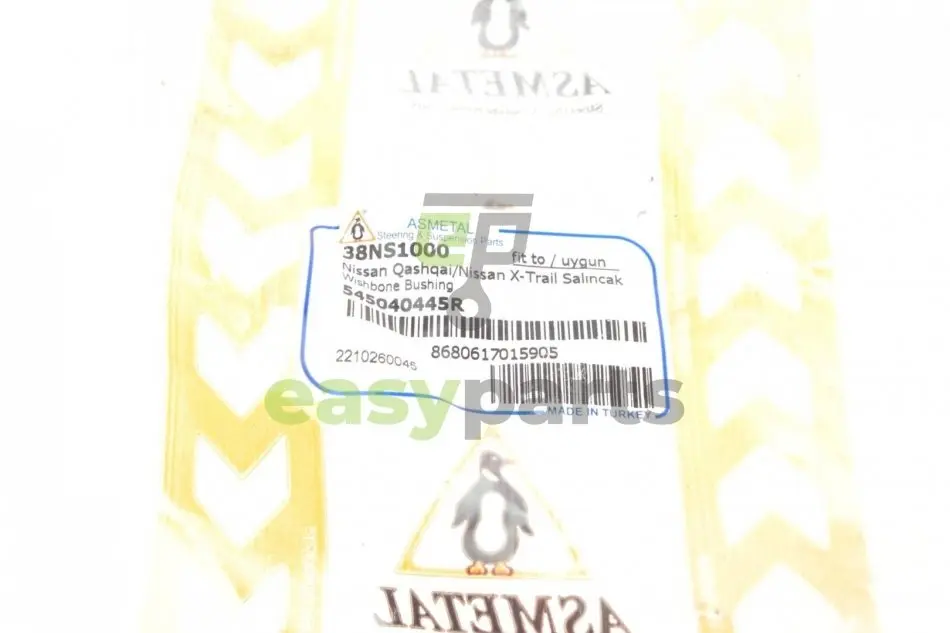 ASMETAL
ASMETAL
Steering & Suspension Parts
38NS1000
fit to / uygun
Nissan Qashqai/Nissan X-Trail Salıncak
Wishbone Bushing
545040445R
8680617015905
2210260045
easyparts
MADE IN TURKEY
ASMETAL